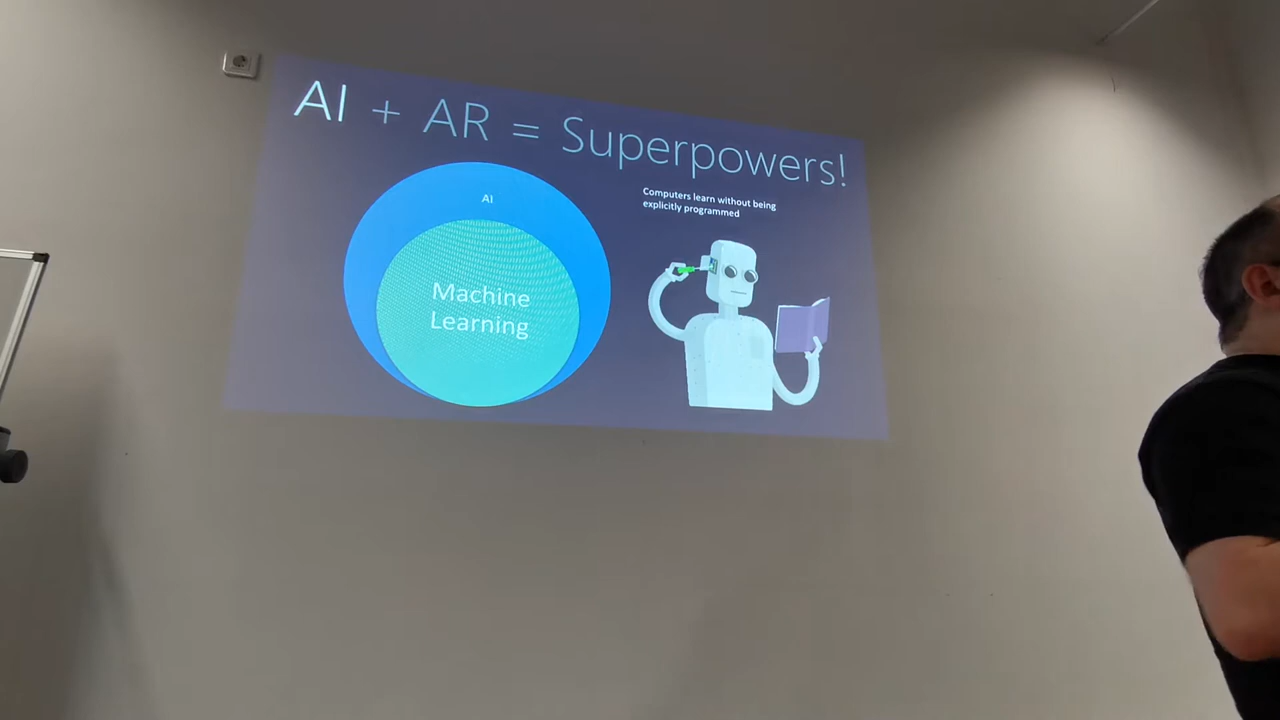 AI + AR = Superpowers!
AI
Machine
Learning
Computers learn without being
explicitly programmed